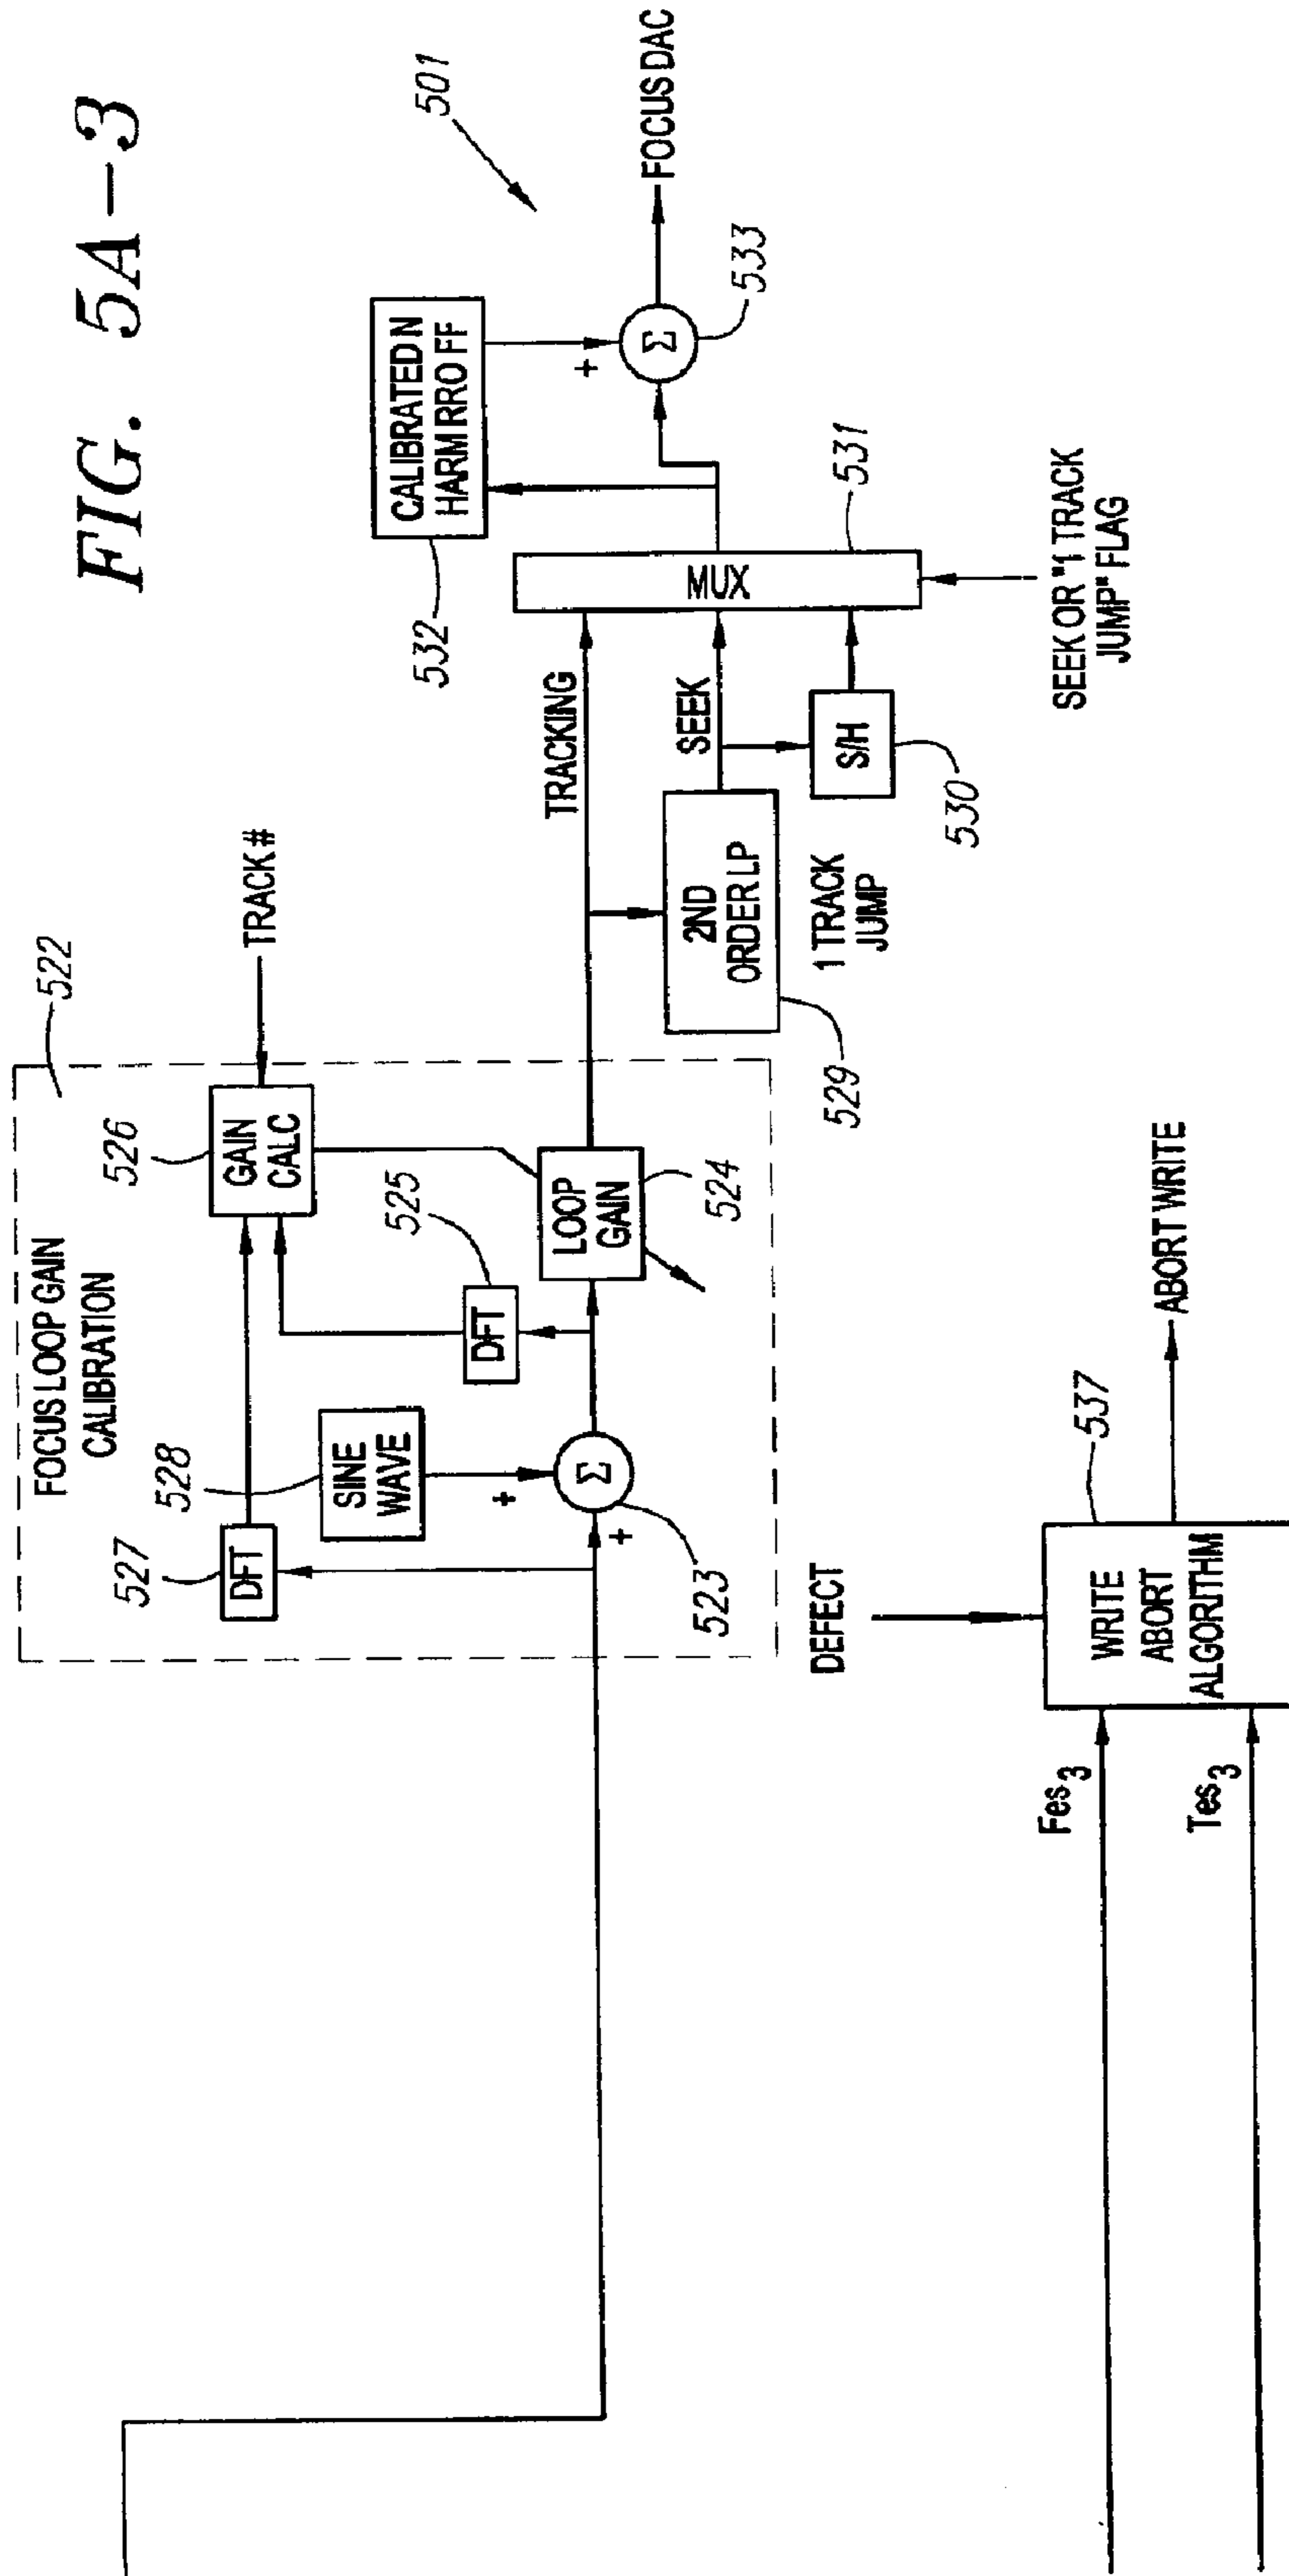 FIG. 5A-3
501
FOCUS DAC
533
Σ
+
CALIBRATED N
HARM RRO FF
532
531
MUX
SEEK OR "1 TRACK
JUMP" FLAG
TRACKING
SEEK
S/H
530
2ND
ORDER LP
1 TRACK
JUMP
529
TRACK#
522
FOCUS LOOP GAIN
CALIBRATION
526
GAIN
CALC
525
DFT
LOOP
GAIN
524
528
SINE
WAVE
+
Σ
+
523
527
DFT
DEFECT
537
WRITE
ABORT
ALGORITHM
ABORT WRITE
Fes3
Tes3